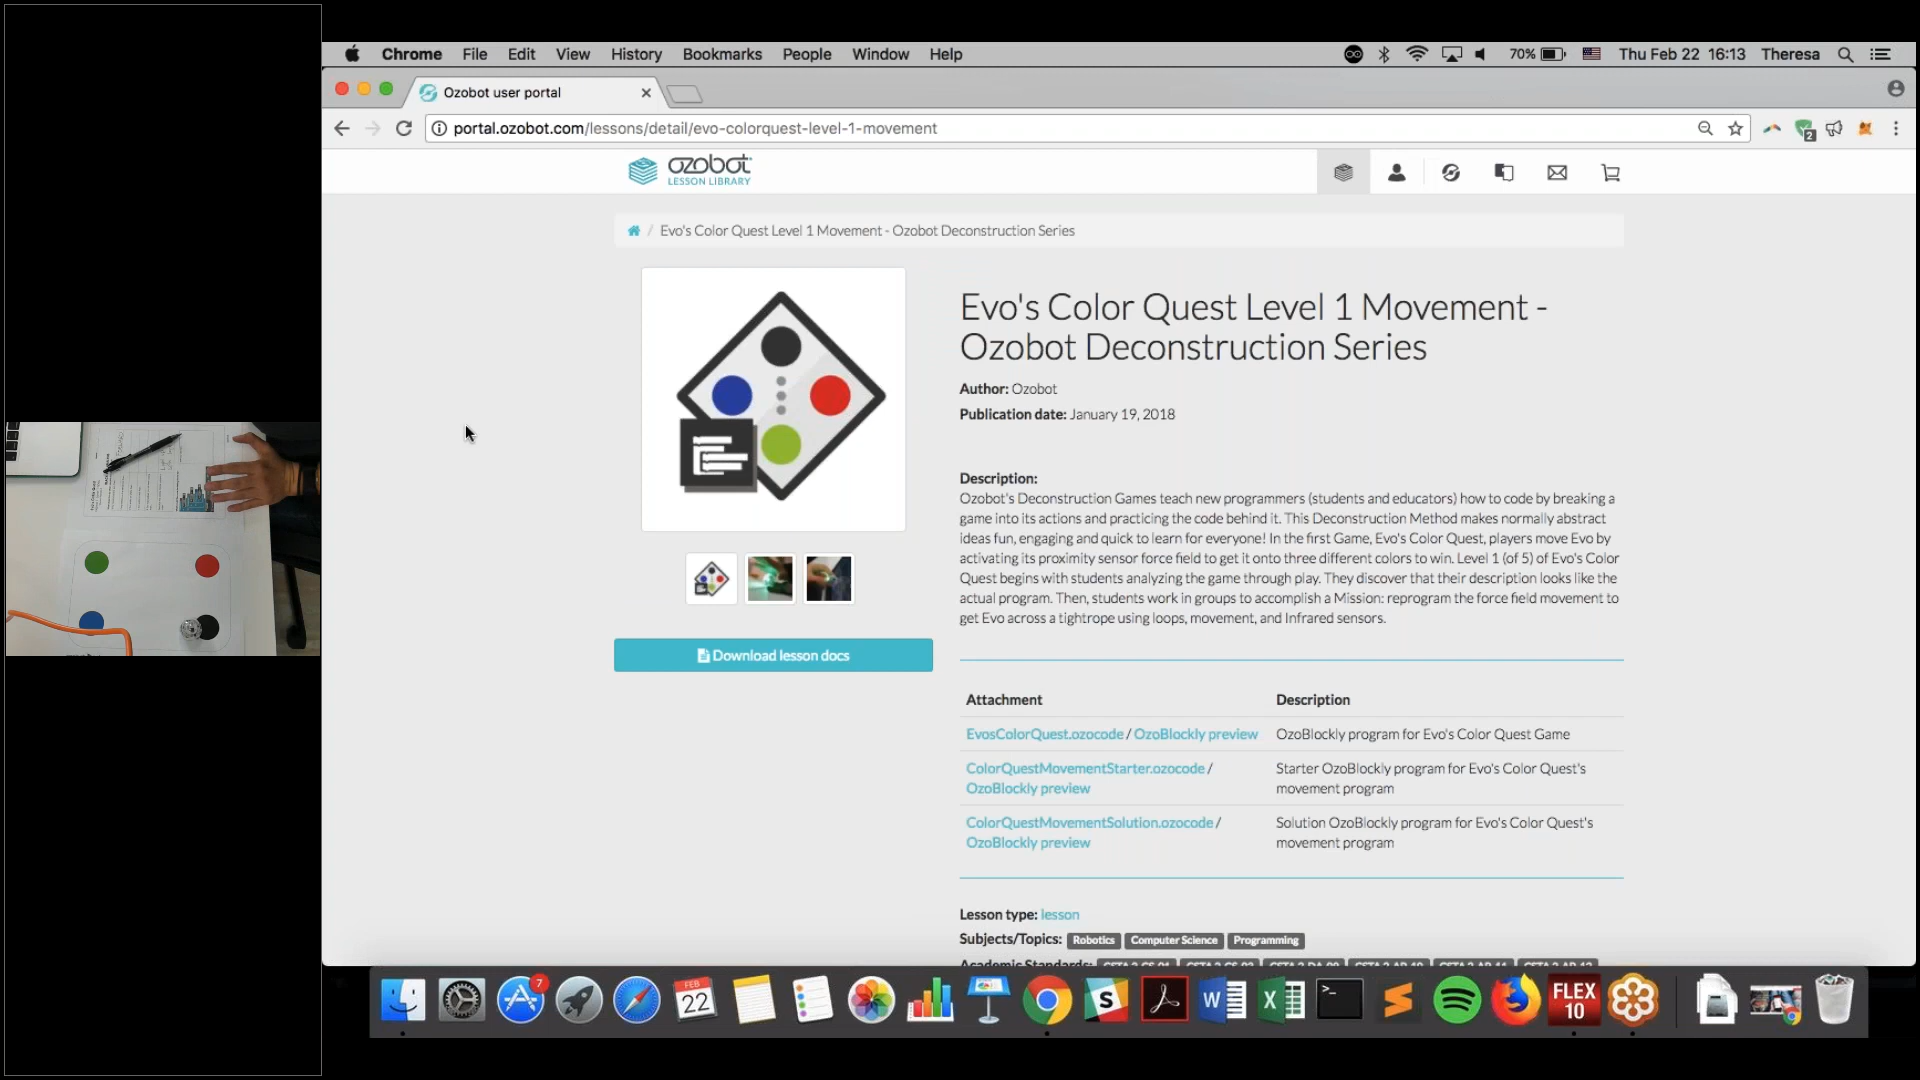 Chrome File Edit View History Bookmarks People Window Help
70% Thu Feb 22 16:13 Theresa
Ozobot user portal
portal.ozobot.com/lessons/detail/evo-colorquest-level-1-movement
2
ozobot
LESSON LIBRARY
/ Evo's Color Quest Level 1 Movement - Ozobot Deconstruction Series
Evo's Color Quest Level 1 Movement -
Ozobot Deconstruction Series
Author: Ozobot
Publication date: January 19, 2018
Description:
Ozobot's Deconstruction Games teach new programmers (students and educators) how to code by breaking a
game into its actions and practicing the code behind it. This Deconstruction Method makes normally abstract
ideas fun, engaging and quick to learn for everyone! In the first Game, Evo's Color Quest, players move Evo by
activating its proximity sensor force field to get it onto three different colors to win. Level 1 (of 5) of Evo's Color
Quest begins with students analyzing the game through play. They discover that their description looks like the
actual program. Then, students work in groups to accomplish a Mission: reprogram the force field movement to
get Evo across a tightrope using loops, movement, and Infrared sensors.
Download lesson docs
Attachment Description
EvosColorQuest.ozocode / OzoBlockly preview OzoBlockly program for Evo's Color Quest Game
ColorQuestMovementStarter.ozocode / Starter OzoBlockly program for Evo's Color Quest's
OzoBlockly preview movement program
ColorQuestMovementSolution.ozocode / Solution OzoBlockly program for Evo's Color Quest's
OzoBlockly preview movement program
Lesson type: lesson
Subjects/Topics: Robotics Computer Science Programming
Academic Standards:
7
FEB
22
S
W
X
FLEX
10